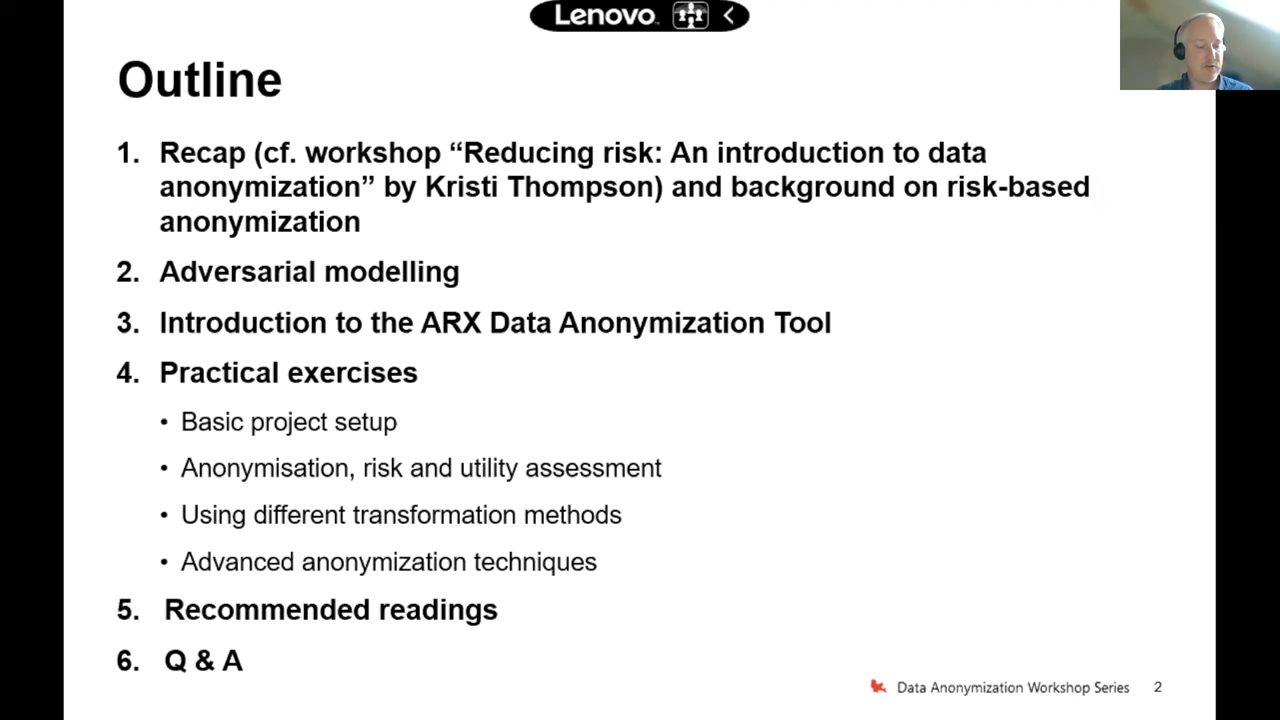 Lenovo
Outline
1. Recap (cf. workshop “Reducing risk: An introduction to data
anonymization” by Kristi Thompson) and background on risk-based
anonymization
2. Adversarial modelling
3. Introduction to the ARX Data Anonymization Tool
4. Practical exercises
• Basic project setup
• Anonymisation, risk and utility assessment
• Using different transformation methods
• Advanced anonymization techniques
5. Recommended readings
6. Q & A
Data Anonymization Workshop Series 2